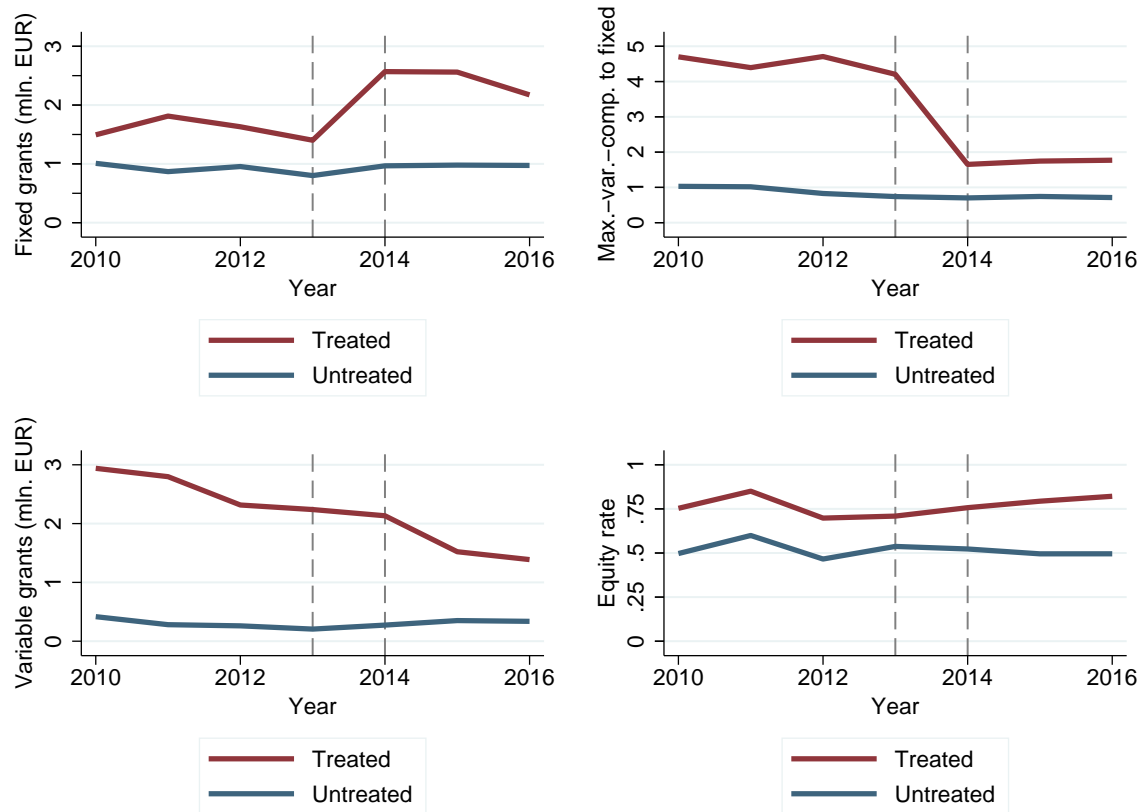 Fixed grants (mln. EUR)
3
2
1
0
2010 2012 2014 2016
Year
Treated
Untreated
Max.−var.−comp. to fixed
5
4
3
2
1
0
2010 2012 2014 2016
Year
Treated
Untreated
Variable grants (mln. EUR)
3
2
1
0
2010 2012 2014 2016
Year
Treated
Untreated
Equity rate
1
.75
.5
.25
0
2010 2012 2014 2016
Year
Treated
Untreated